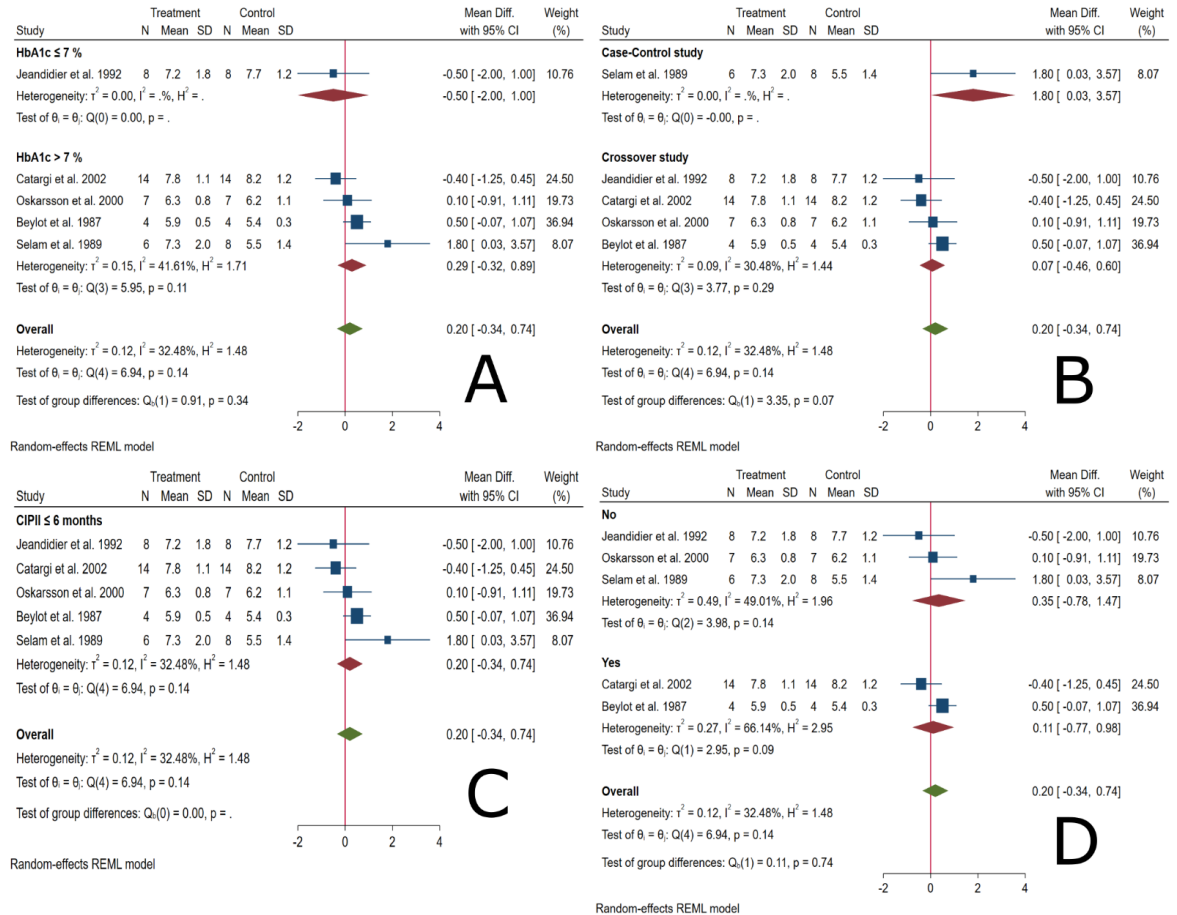 Treatment Control Mean Diff. Weight
Study N Mean SD N Mean SD with 95% CI (%)
HbA1c ≤ 7 %
Jeandidier et al. 1992 8 7.2 1.8 8 7.7 1.2 -0.50 [ -2.00, 1.00] 10.76
Heterogeneity: τ² = 0.00, I² = .%, H² = . -0.50 [ -2.00, 1.00]
Test of θᵢ = θⱼ: Q(0) = 0.00, p = .
HbA1c > 7 %
Catargi et al. 2002 14 7.8 1.1 14 8.2 1.2 -0.40 [ -1.25, 0.45] 24.50
Oskarsson et al. 2000 7 6.3 0.8 7 6.2 1.1 0.10 [ -0.91, 1.11] 19.73
Beylot et al. 1987 4 5.9 0.5 4 5.4 0.3 0.50 [ -0.07, 1.07] 36.94
Selam et al. 1989 6 7.3 2.0 8 5.5 1.4 1.80 [ 0.03, 3.57] 8.07
Heterogeneity: τ² = 0.15, I² = 41.61%, H² = 1.71 0.29 [ -0.32, 0.89]
Test of θᵢ = θⱼ: Q(3) = 5.95, p = 0.11
Overall 0.20 [ -0.34, 0.74]
Heterogeneity: τ² = 0.12, I² = 32.48%, H² = 1.48
Test of θᵢ = θⱼ: Q(4) = 6.94, p = 0.14
Test of group differences: Q_b(1) = 0.91, p = 0.34
A
-2 0 2 4
Random-effects REML model
Treatment Control Mean Diff. Weight
Study N Mean SD N Mean SD with 95% CI (%)
Case-Control study
Selam et al. 1989 6 7.3 2.0 8 5.5 1.4 1.80 [ 0.03, 3.57] 8.07
Heterogeneity: τ² = 0.00, I² = .%, H² = . 1.80 [ 0.03, 3.57]
Test of θᵢ = θⱼ: Q(0) = -0.00, p = .
Crossover study
Jeandidier et al. 1992 8 7.2 1.8 8 7.7 1.2 -0.50 [ -2.00, 1.00] 10.76
Catargi et al. 2002 14 7.8 1.1 14 8.2 1.2 -0.40 [ -1.25, 0.45] 24.50
Oskarsson et al. 2000 7 6.3 0.8 7 6.2 1.1 0.10 [ -0.91, 1.11] 19.73
Beylot et al. 1987 4 5.9 0.5 4 5.4 0.3 0.50 [ -0.07, 1.07] 36.94
Heterogeneity: τ² = 0.09, I² = 30.48%, H² = 1.44 0.07 [ -0.46, 0.60]
Test of θᵢ = θⱼ: Q(3) = 3.77, p = 0.29
Overall 0.20 [ -0.34, 0.74]
Heterogeneity: τ² = 0.12, I² = 32.48%, H² = 1.48
Test of θᵢ = θⱼ: Q(4) = 6.94, p = 0.14
Test of group differences: Q_b(1) = 3.35, p = 0.07
B
-2 0 2 4
Random-effects REML model
Treatment Control Mean Diff. Weight
Study N Mean SD N Mean SD with 95% CI (%)
CIPII ≤ 6 months
Jeandidier et al. 1992 8 7.2 1.8 8 7.7 1.2 -0.50 [ -2.00, 1.00] 10.76
Catargi et al. 2002 14 7.8 1.1 14 8.2 1.2 -0.40 [ -1.25, 0.45] 24.50
Oskarsson et al. 2000 7 6.3 0.8 7 6.2 1.1 0.10 [ -0.91, 1.11] 19.73
Beylot et al. 1987 4 5.9 0.5 4 5.4 0.3 0.50 [ -0.07, 1.07] 36.94
Selam et al. 1989 6 7.3 2.0 8 5.5 1.4 1.80 [ 0.03, 3.57] 8.07
Heterogeneity: τ² = 0.12, I² = 32.48%, H² = 1.48 0.20 [ -0.34, 0.74]
Test of θᵢ = θⱼ: Q(4) = 6.94, p = 0.14
Overall 0.20 [ -0.34, 0.74]
Heterogeneity: τ² = 0.12, I² = 32.48%, H² = 1.48
Test of θᵢ = θⱼ: Q(4) = 6.94, p = 0.14
Test of group differences: Q_b(0) = 0.00, p = .
C
-2 0 2 4
Random-effects REML model
Treatment Control Mean Diff. Weight
Study N Mean SD N Mean SD with 95% CI (%)
No
Jeandidier et al. 1992 8 7.2 1.8 8 7.7 1.2 -0.50 [ -2.00, 1.00] 10.76
Oskarsson et al. 2000 7 6.3 0.8 7 6.2 1.1 0.10 [ -0.91, 1.11] 19.73
Selam et al. 1989 6 7.3 2.0 8 5.5 1.4 1.80 [ 0.03, 3.57] 8.07
Heterogeneity: τ² = 0.49, I² = 49.01%, H² = 1.96 0.35 [ -0.78, 1.47]
Test of θᵢ = θⱼ: Q(2) = 3.98, p = 0.14
Yes
Catargi et al. 2002 14 7.8 1.1 14 8.2 1.2 -0.40 [ -1.25, 0.45] 24.50
Beylot et al. 1987 4 5.9 0.5 4 5.4 0.3 0.50 [ -0.07, 1.07] 36.94
Heterogeneity: τ² = 0.27, I² = 66.14%, H² = 2.95 0.11 [ -0.77, 0.98]
Test of θᵢ = θⱼ: Q(1) = 2.95, p = 0.09
Overall 0.20 [ -0.34, 0.74]
Heterogeneity: τ² = 0.12, I² = 32.48%, H² = 1.48
Test of θᵢ = θⱼ: Q(4) = 6.94, p = 0.14
Test of group differences: Q_b(1) = 0.11, p = 0.74
D
-2 0 2 4
Random-effects REML model